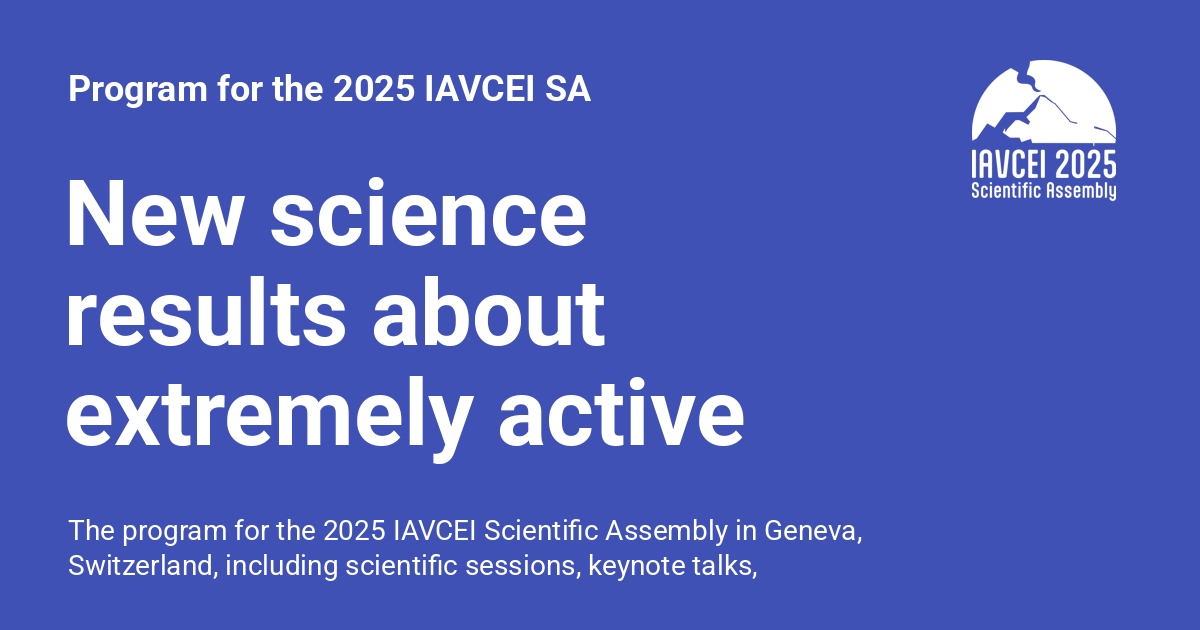 Program for the 2025 IAVCEI SA
IAVCEI 2025
Scientific Assembly
New science
results about
extremely active
The program for the 2025 IAVCEI Scientific Assembly in Geneva,
Switzerland, including scientific sessions, keynote talks,